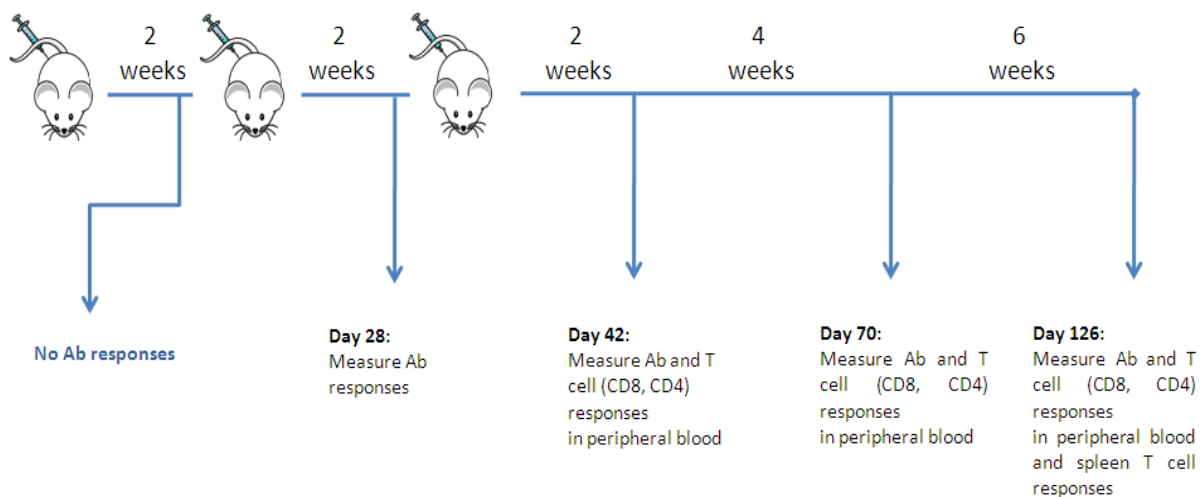 2
weeks
2
weeks
2
weeks
4
weeks
6
weeks
No Ab responses
Day 28:
Measure Ab
responses
Day 42:
Measure Ab and T
cell (CD8, CD4)
responses
in peripheral blood
Day 70:
Measure Ab and T
cell (CD8, CD4)
responses
in peripheral blood
Day 126:
Measure Ab and T
cell (CD8, CD4)
responses
in peripheral blood
and spleen T cell
responses